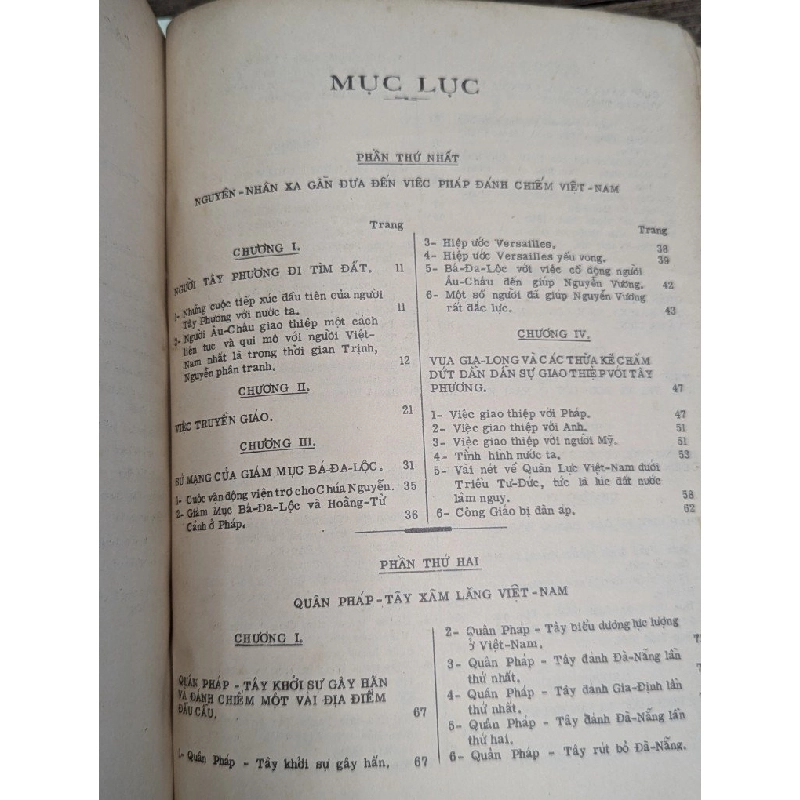 MỤC LỤC
PHẦN THỨ NHẤT
NGUYÊN-NHÂN XA GẦN ĐƯA ĐẾN VIỆC PHÁP ĐÁNH CHIẾM VIỆT-NAM
Trang
CHƯƠNG I.
NGƯỜI TÂY PHƯƠNG ĐI TÌM ĐẤT. 11
1- Những cuộc tiếp xúc đầu tiên của người
Tây Phương với nước ta. 11
2- Người Âu-Châu giao thiệp một cách
liên tục và qui mô với người Việt-
Nam nhất là trong thời gian Trịnh,
Nguyễn phân tranh. 12
CHƯƠNG II.
VIỆC TRUYỀN GIÁO. 21
CHƯƠNG III.
SỨ MẠNG CỦA GIÁM MỤC BÁ-ĐA-LỘC. 31
1- Cuộc vận động viện trợ cho Chúa Nguyễn. 35
2- Giám Mục Bá-Đa-Lộc và Hoàng-Tử
Cảnh ở Pháp. 36
Trang
3- Hiệp ước Versailles. 38
4- Hiệp ước Versailles yểu vong. 39
5- Bá-Đa-Lộc với việc cổ động người
Âu-Châu đến giúp Nguyễn Vương. 42
6- Một số người đã giúp Nguyễn Vương
rất đắc lực. 43
CHƯƠNG IV.
VUA GIA-LONG VÀ CÁC THỪA KẾ CHẤM
DỨT DẦN DẦN SỰ GIAO THIỆP VỚI TÂY
PHƯƠNG. 47
1- Việc giao thiệp với Pháp. 47
2- Việc giao thiệp với Anh. 51
3- Việc giao thiệp với người Mỹ. 51
4- Tình hình nước ta. 53
5- Vài nét về Quân Lực Việt-Nam dưới
Triều Tự-Đức, tức là lúc đất nước
lâm nguy. 58
6- Công Giáo bị đàn áp. 62
PHẦN THỨ HAI
QUÂN PHÁP-TÂY XÂM LĂNG VIỆT-NAM
CHƯƠNG I.
QUÂN PHÁP - TÂY KHỞI SỰ GÂY HẤN
VÀ ĐÁNH CHIẾM MỘT VÀI ĐỊA ĐIỂM
ĐẦU CẦU. 67
1- Quân Pháp - Tây khởi sự gây hấn. 67
2- Quân Pháp - Tây biểu dương lực lượng
ở Việt-Nam.
3- Quân Pháp - Tây đánh Đà-Nẵng lần
thứ nhất.
4- Quân Pháp - Tây đánh Gia-Định lần
thứ nhất.
5- Quân Pháp - Tây đánh Đà-Nẵng lần
thứ hai.
6- Quân Pháp - Tây rút bỏ Đà-Nẵng.